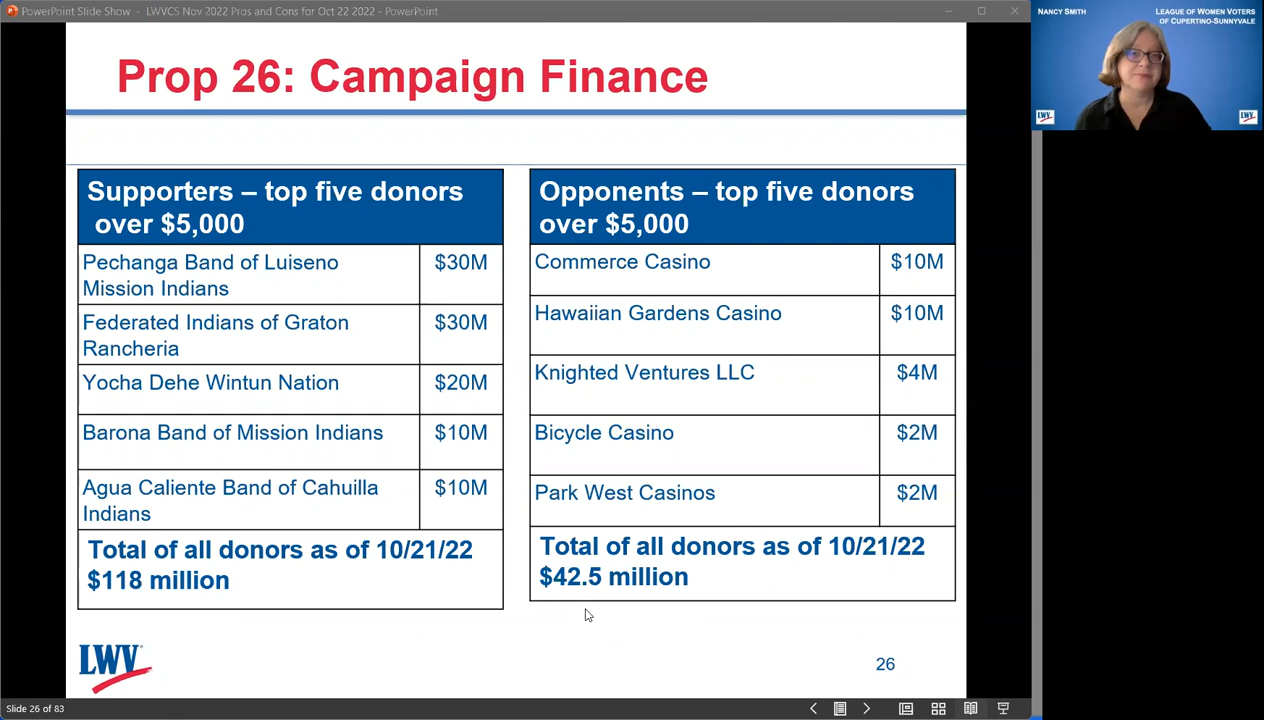 PowerPoint Slide Show - LWVCS Nov 2022 Pros and Cons for Oct 22 2022 - PowerPoint
NANCY SMITH
LEAGUE OF WOMEN VOTERS
OF CUPERTINO-SUNNYVALE
LWV
LWV
Prop 26: Campaign Finance
Supporters – top five donors
over $5,000
Pechanga Band of Luiseno
Mission Indians
$30M
Federated Indians of Graton
Rancheria
$30M
Yocha Dehe Wintun Nation
$20M
Barona Band of Mission Indians
$10M
Agua Caliente Band of Cahuilla
Indians
$10M
Total of all donors as of 10/21/22
$118 million
Opponents – top five donors
over $5,000
Commerce Casino
$10M
Hawaiian Gardens Casino
$10M
Knighted Ventures LLC
$4M
Bicycle Casino
$2M
Park West Casinos
$2M
Total of all donors as of 10/21/22
$42.5 million
LWV
26
Slide 26 of 83